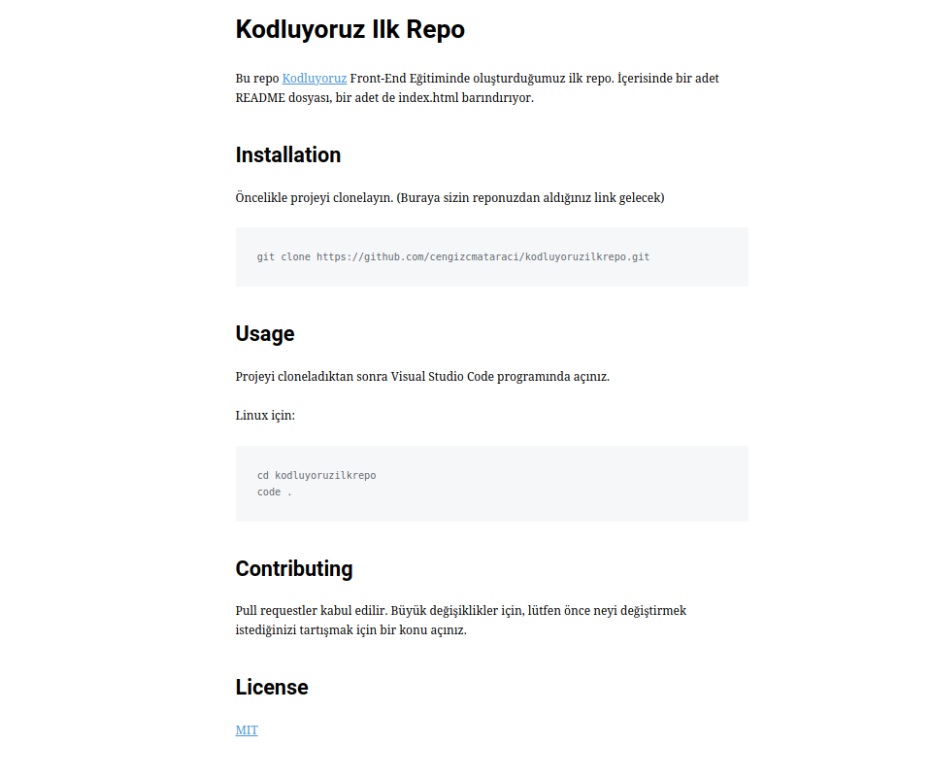 Kodluyoruz Ilk Repo
Bu repo Kodluyoruz Front-End Eğitiminde oluşturduğumuz ilk repo. İçerisinde bir adet
README dosyası, bir adet de index.html barındırıyor.
Installation
Öncelikle projeyi clonelayın. (Buraya sizin reponuzdan aldığınız link gelecek)
git clone https://github.com/cengizcmataraci/kodluyoruzilkrepo.git
Usage
Projeyi cloneladıktan sonra Visual Studio Code programında açınız.
Linux için:
cd kodluyoruzilkrepo
code .
Contributing
Pull requestler kabul edilir. Büyük değişiklikler için, lütfen önce neyi değiştirmek
istediğinizi tartışmak için bir konu açınız.
License
MIT